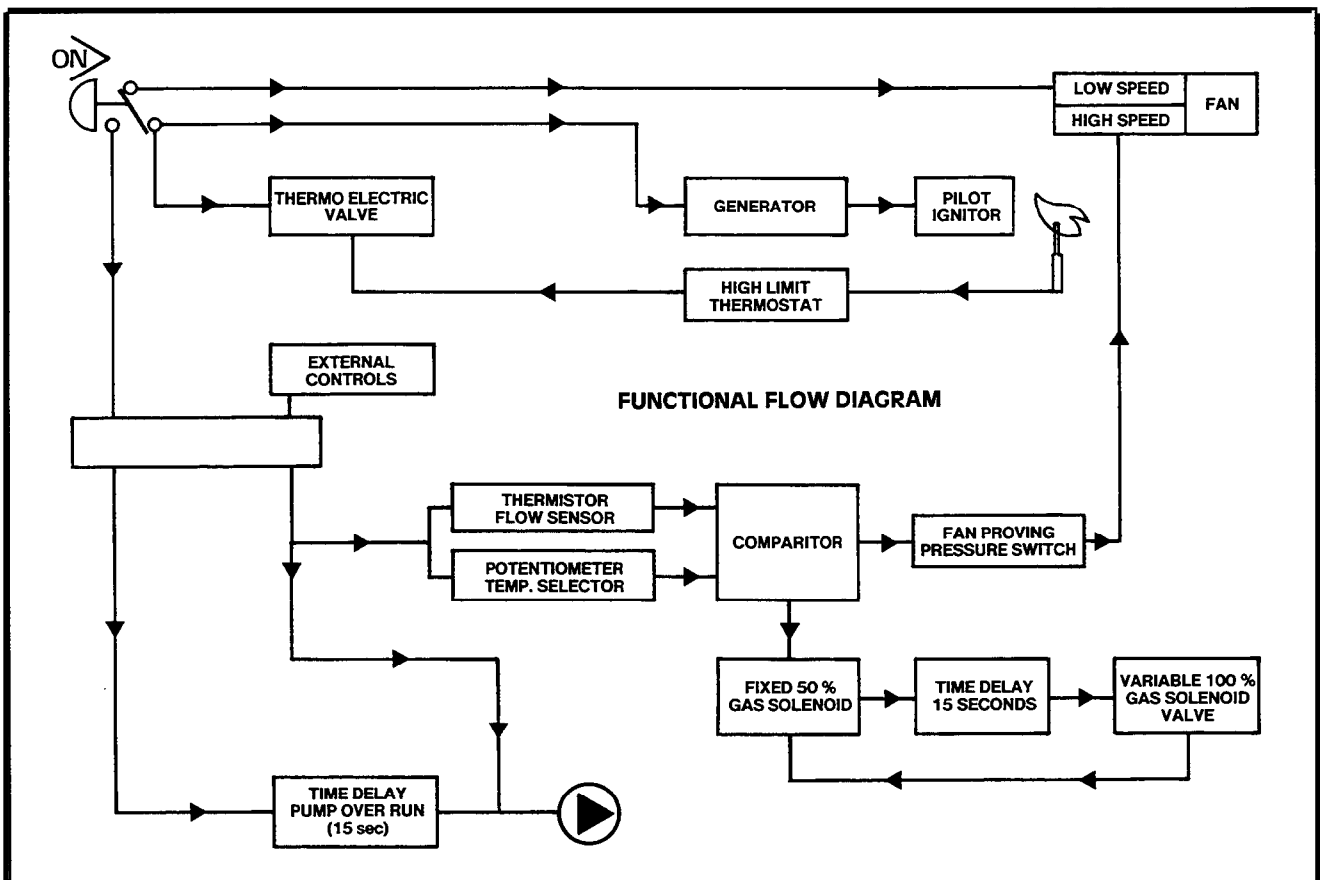 ON
LOW SPEED
HIGH SPEED
FAN
THERMO ELECTRIC
VALVE
GENERATOR
PILOT
IGNITOR
HIGH LIMIT
THERMOSTAT
EXTERNAL
CONTROLS
FUNCTIONAL FLOW DIAGRAM
THERMISTOR
FLOW SENSOR
POTENTIOMETER
TEMP. SELECTOR
COMPARITOR
FAN PROVING
PRESSURE SWITCH
FIXED 50 %
GAS SOLENOID
TIME DELAY
15 SECONDS
VARIABLE 100 %
GAS SOLENOID
VALVE
TIME DELAY
PUMP OVER RUN
(15 sec)